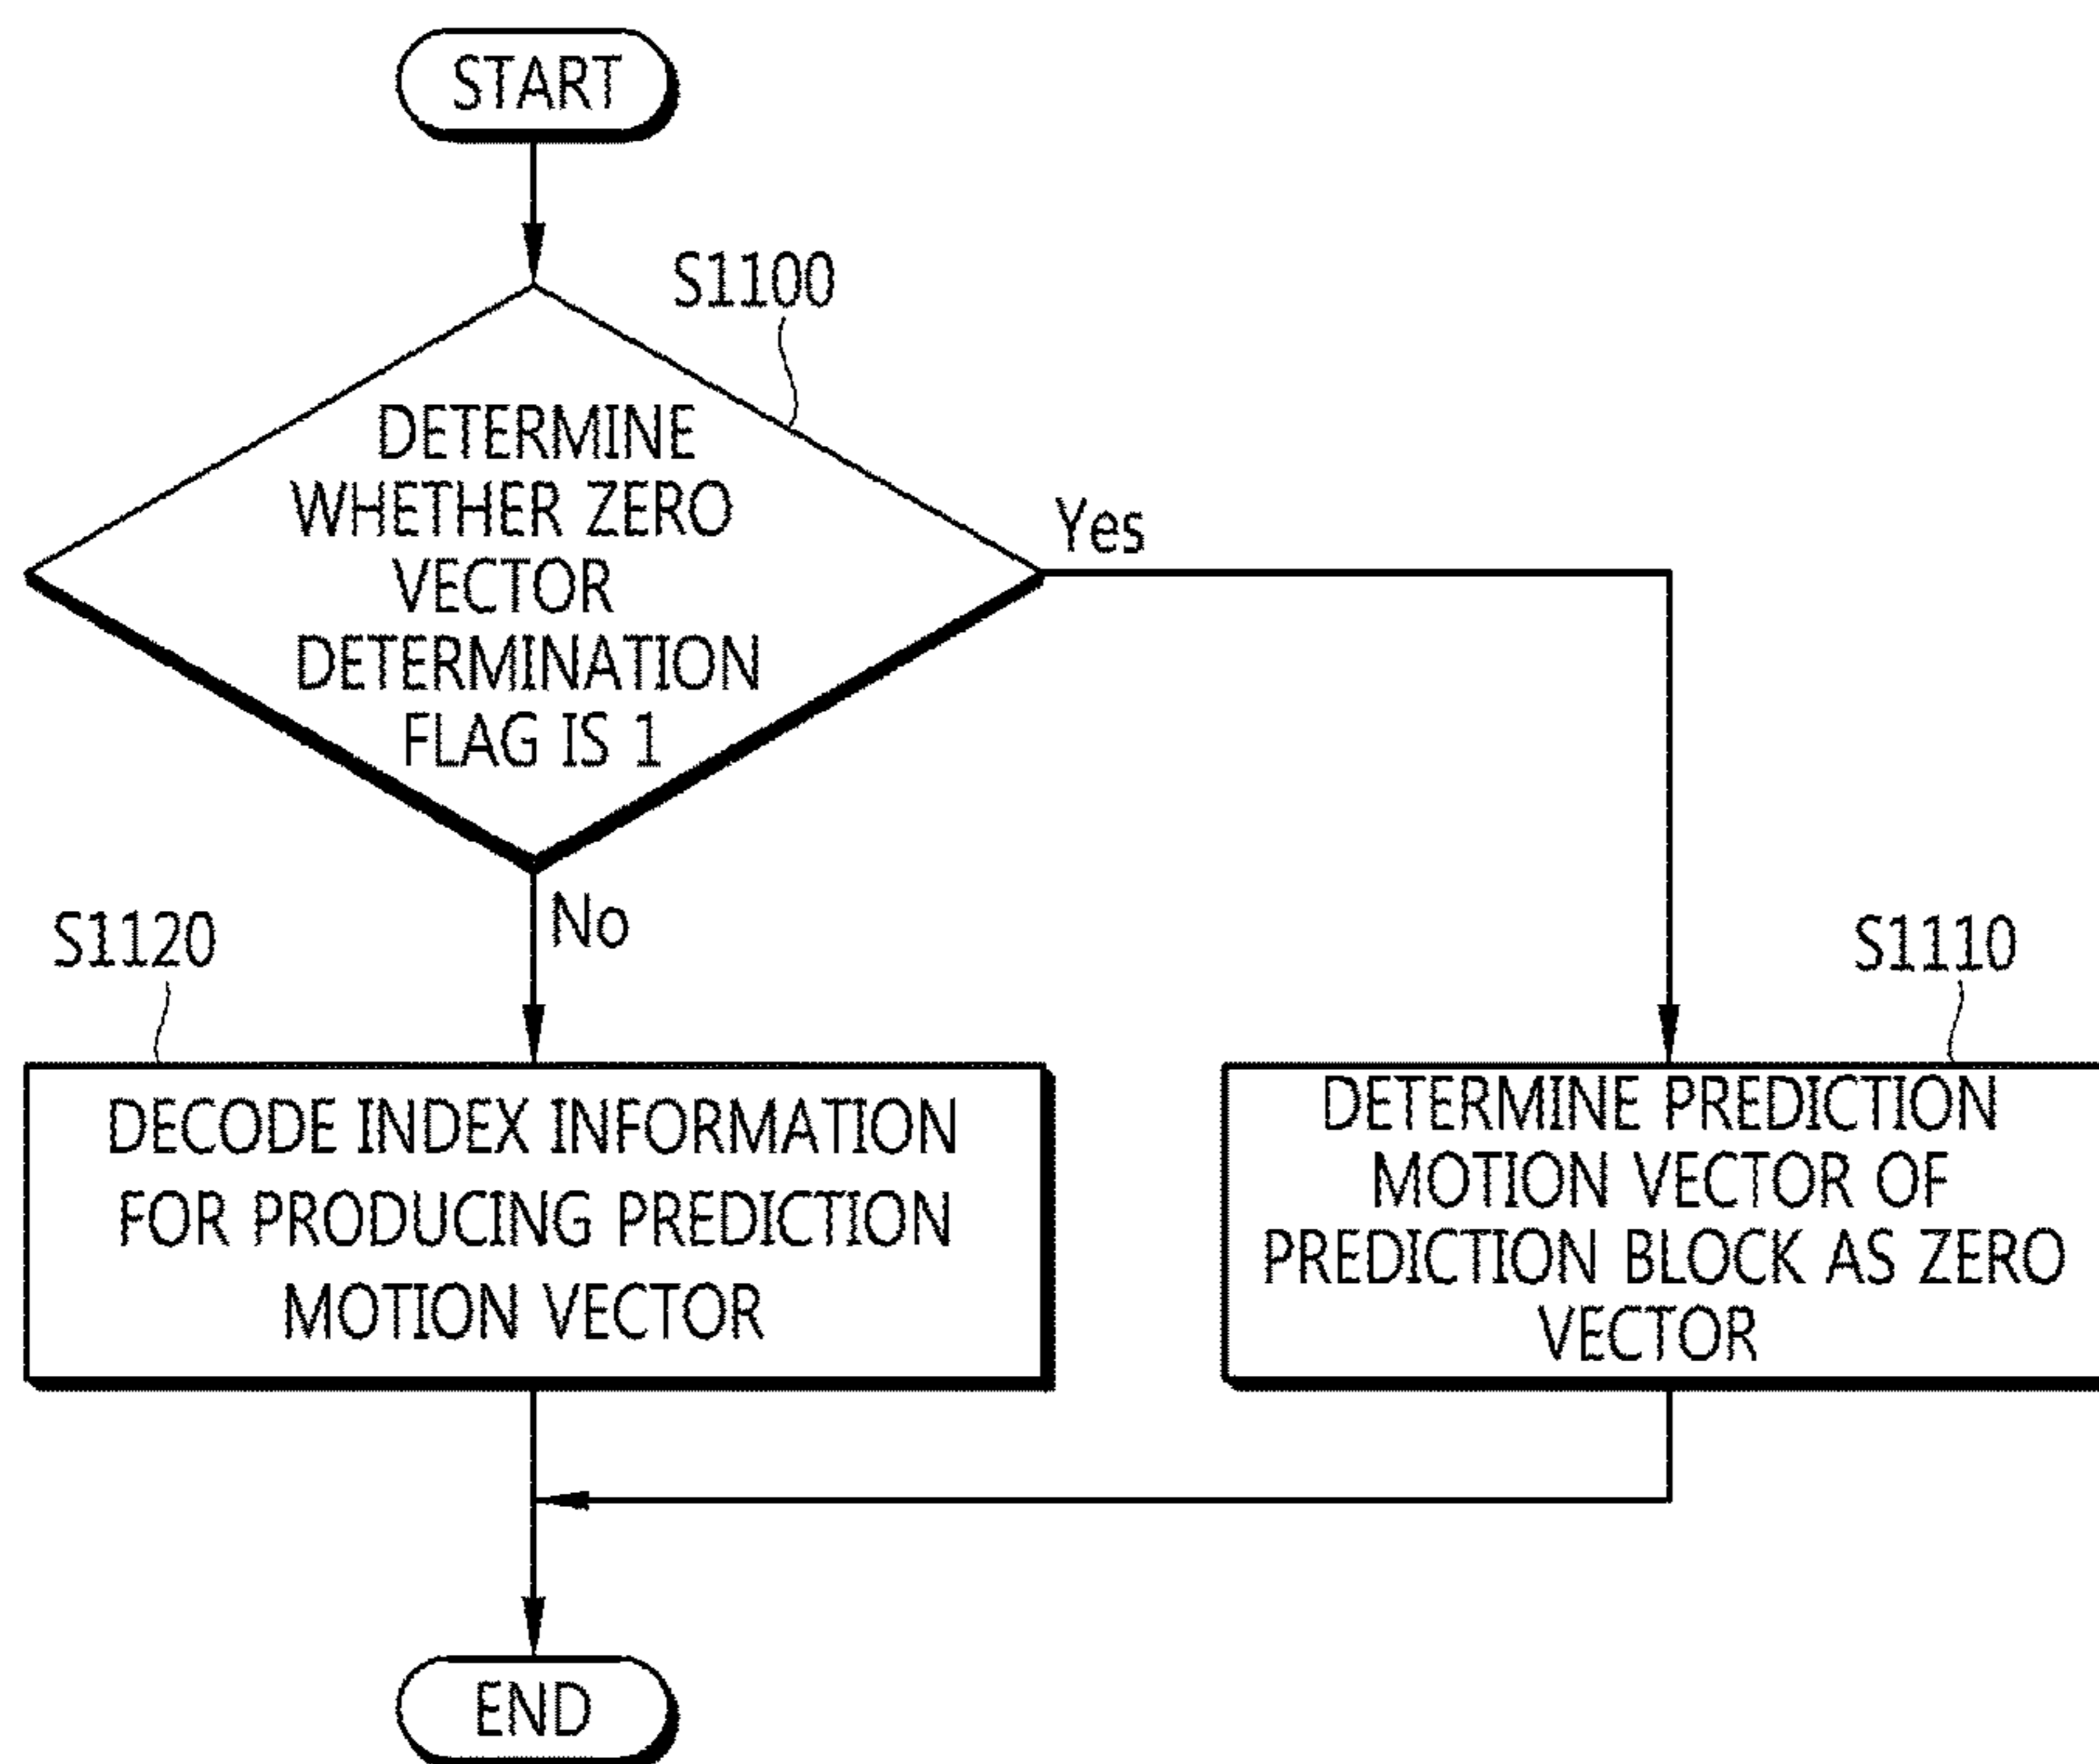 START
S1100
DETERMINE
WHETHER ZERO
VECTOR
DETERMINATION
FLAG IS 1
Yes
No
S1120
S1110
DECODE INDEX INFORMATION
FOR PRODUCING PREDICTION
MOTION VECTOR
DETERMINE PREDICTION
MOTION VECTOR OF
PREDICTION BLOCK AS ZERO
VECTOR
END